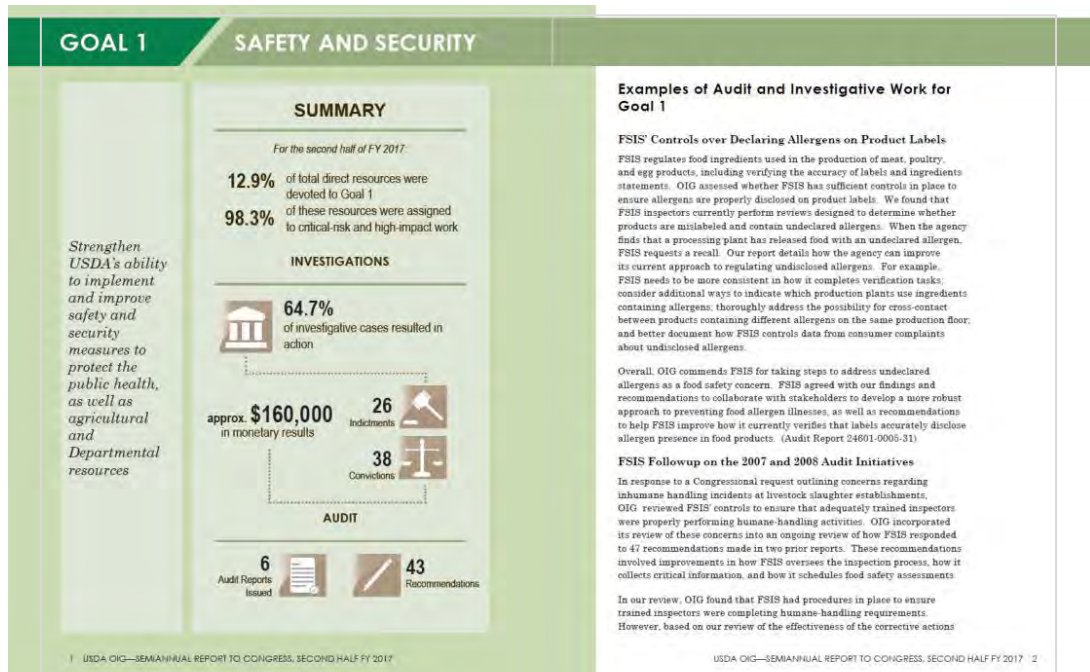 GOAL 1
SAFETY AND SECURITY
Strengthen
USDA's ability
to implement
and improve
safety and
security
measures to
protect the
public health,
as well as
agricultural
and
Departmental
resources
SUMMARY
For the second half of FY 2017:
12.9% of total direct resources were
devoted to Goal 1
98.3% of these resources were assigned
to critical-risk and high-impact work
INVESTIGATIONS
64.7%
of investigative cases resulted in
action
approx. $160,000
in monetary results
26
Indictments
38
Convictions
AUDIT
6
Audit Reports
Issued
43
Recommendations
1 USDA OIG—SEMIANNUAL REPORT TO CONGRESS, SECOND HALF FY 2017
Examples of Audit and Investigative Work for
Goal 1
FSIS' Controls over Declaring Allergens on Product Labels
FSIS regulates food ingredients used in the production of meat, poultry,
and egg products, including verifying the accuracy of labels and ingredients
statements. OIG assessed whether FSIS has sufficient controls in place to
ensure allergens are properly disclosed on product labels. We found that
FSIS inspectors currently perform reviews designed to determine whether
products are mislabeled and contain undeclared allergens. When the agency
finds that a processing plant has released food with an undeclared allergen,
FSIS requests a recall. Our report details how the agency can improve
its current approach to regulating undisclosed allergens. For example,
FSIS needs to be more consistent in how it completes verification tasks;
consider additional ways to indicate which production plants use ingredients
containing allergens; thoroughly address the possibility for cross-contact
between products containing different allergens on the same production floor;
and better document how FSIS controls data from consumer complaints
about undisclosed allergens.
Overall, OIG commends FSIS for taking steps to address undeclared
allergens as a food safety concern. FSIS agreed with our findings and
recommendations to collaborate with stakeholders to develop a more robust
approach to preventing food allergen illnesses, as well as recommendations
to help FSIS improve how it currently verifies that labels accurately disclose
allergen presence in food products. (Audit Report 24601-0005-31)
FSIS Followup on the 2007 and 2008 Audit Initiatives
In response to a Congressional request outlining concerns regarding
inhumane handling incidents at livestock slaughter establishments,
OIG reviewed FSIS' controls to ensure that adequately trained inspectors
were properly performing humane-handling activities. OIG incorporated
its review of these concerns into an ongoing review of how FSIS responded
to 47 recommendations made in two prior reports. These recommendations
involved improvements in how FSIS oversees the inspection process, how it
collects critical information, and how it schedules food safety assessments
In our review, OIG found that FSIS had procedures in place to ensure
trained inspectors were completing humane-handling requirements.
However, based on our review of the effectiveness of the corrective actions
USDA OIG—SEMIANNUAL REPORT TO CONGRESS, SECOND HALF FY 2017 2